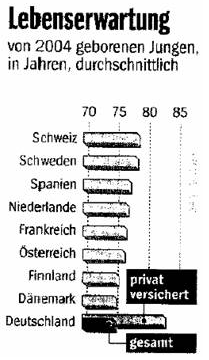 Lebenserwartung
von 2004 geborenen Jungen,
in Jahren, durchschnittlich
70 75 80 85
Schweiz
Schweden
Spanien
Niederlande
Frankreich
Österreich
Finnland
Dänemark
Deutschland
privat
versichert
gesamt